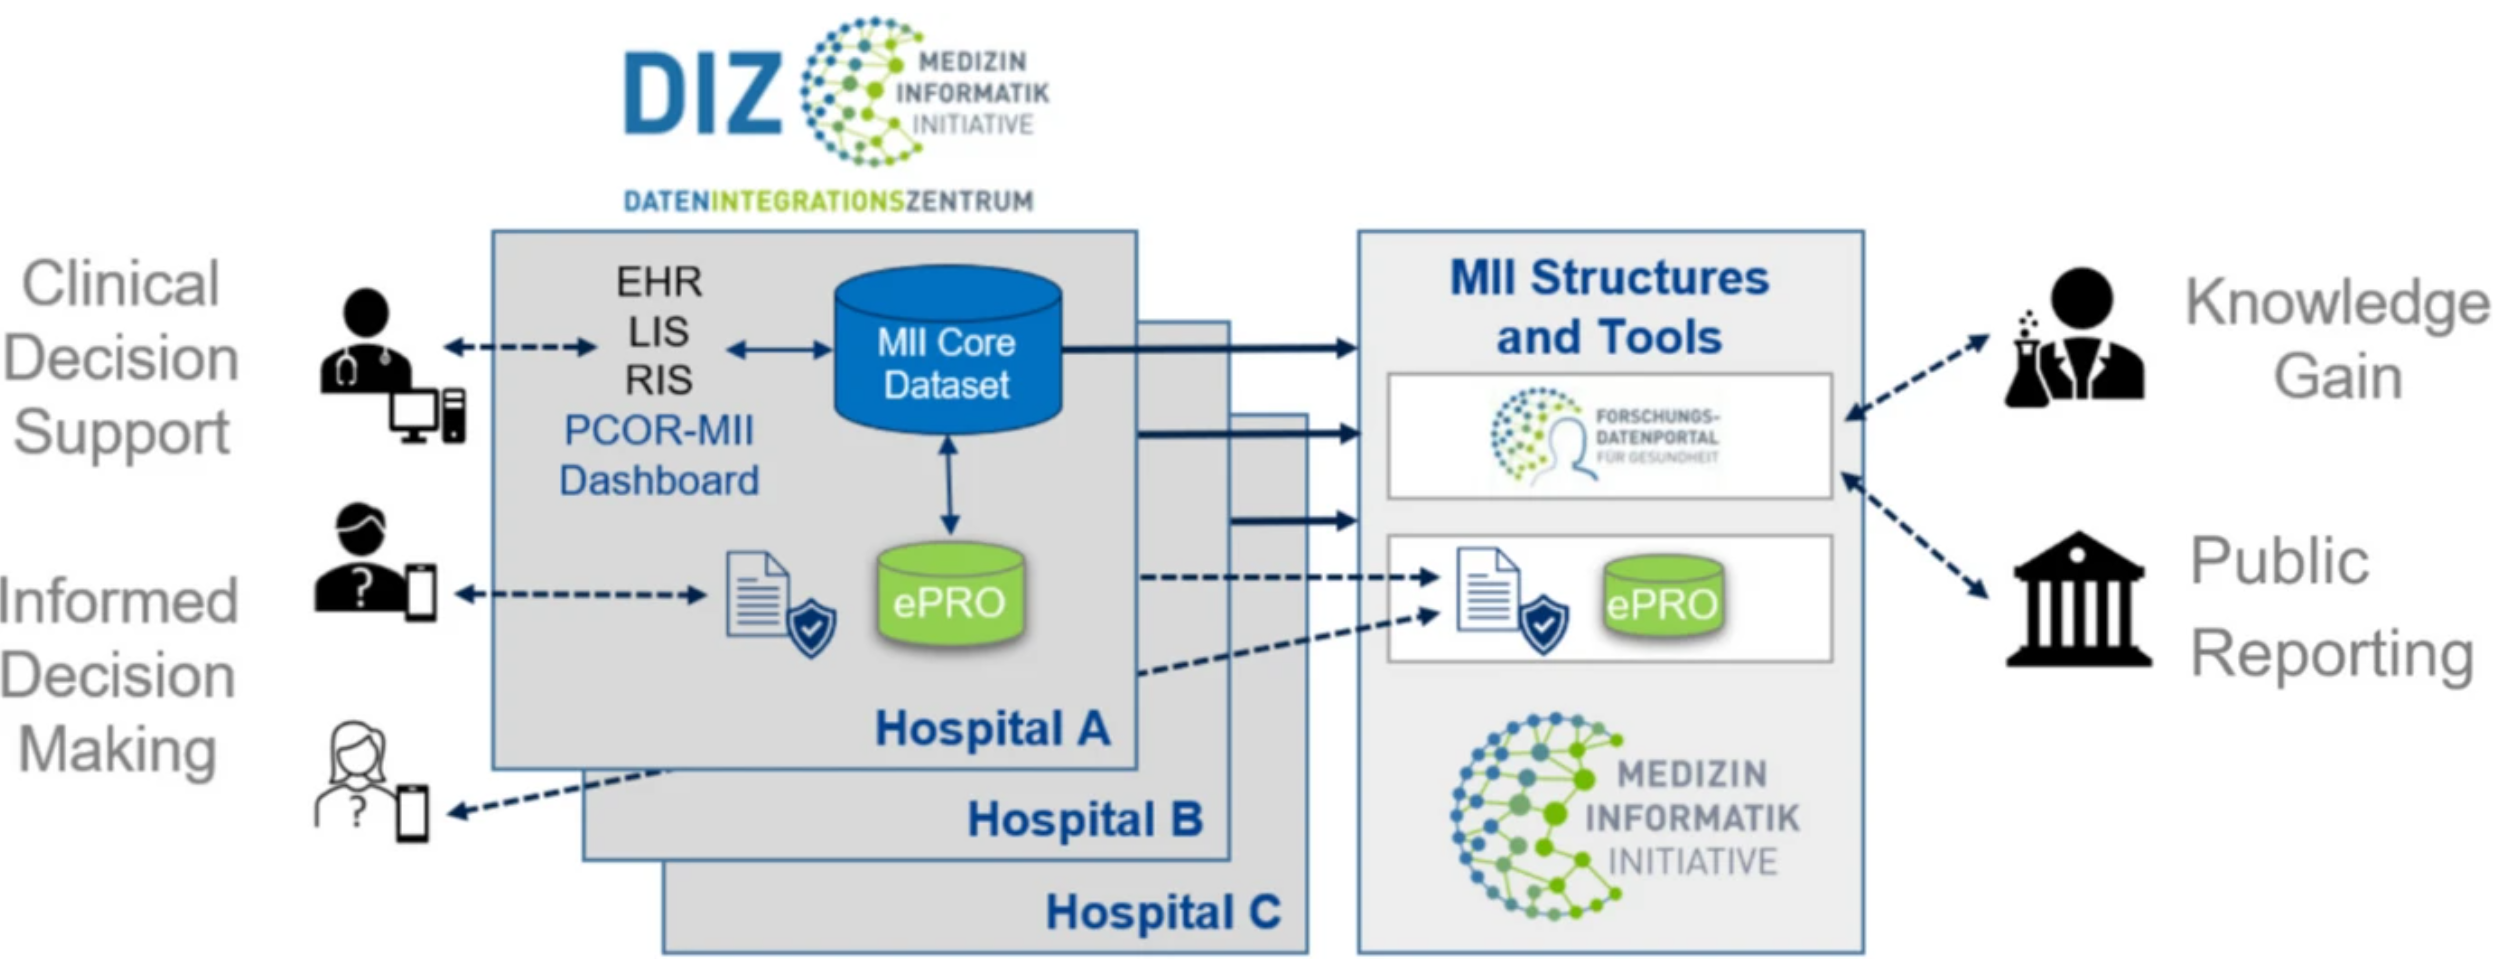 DIZ
MEDIZIN
INFORMATIK
INITIATIVE
DATENINTEGRATIONSZENTRUM
Clinical
Decision
Support
Informed
Decision
Making
?
?
EHR
LIS
RIS
PCOR-MII
Dashboard
MII Core
Dataset
ePRO
Hospital A
Hospital B
Hospital C
MII Structures
and Tools
FORSCHUNGS-
DATENPORTAL
FÜR GESUNDHEIT
ePRO
MEDIZIN
INFORMATIK
INITIATIVE
Knowledge
Gain
Public
Reporting